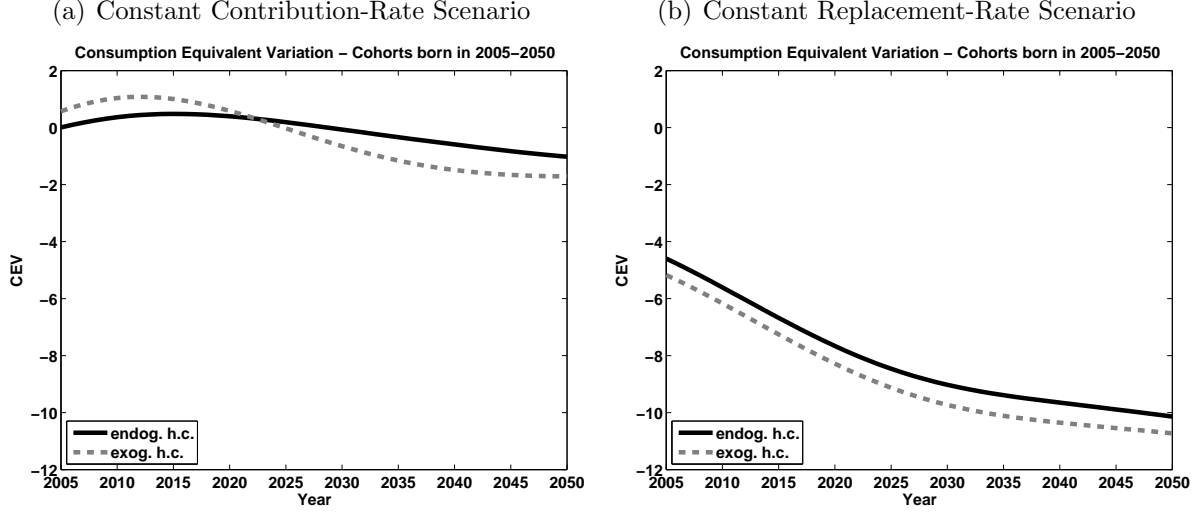 (a) Constant Contribution-Rate Scenario
Consumption Equivalent Variation – Cohorts born in 2005–2050
2
0
−2
−4
−6
−8
−10
−12
CEV
2005 2010 2015 2020 2025 2030 2035 2040 2045 2050
Year
endog. h.c.
exog. h.c.
(b) Constant Replacement-Rate Scenario
Consumption Equivalent Variation – Cohorts born in 2005–2050
2
0
−2
−4
−6
−8
−10
−12
CEV
2005 2010 2015 2020 2025 2030 2035 2040 2045 2050
Year
endog. h.c.
exog. h.c.